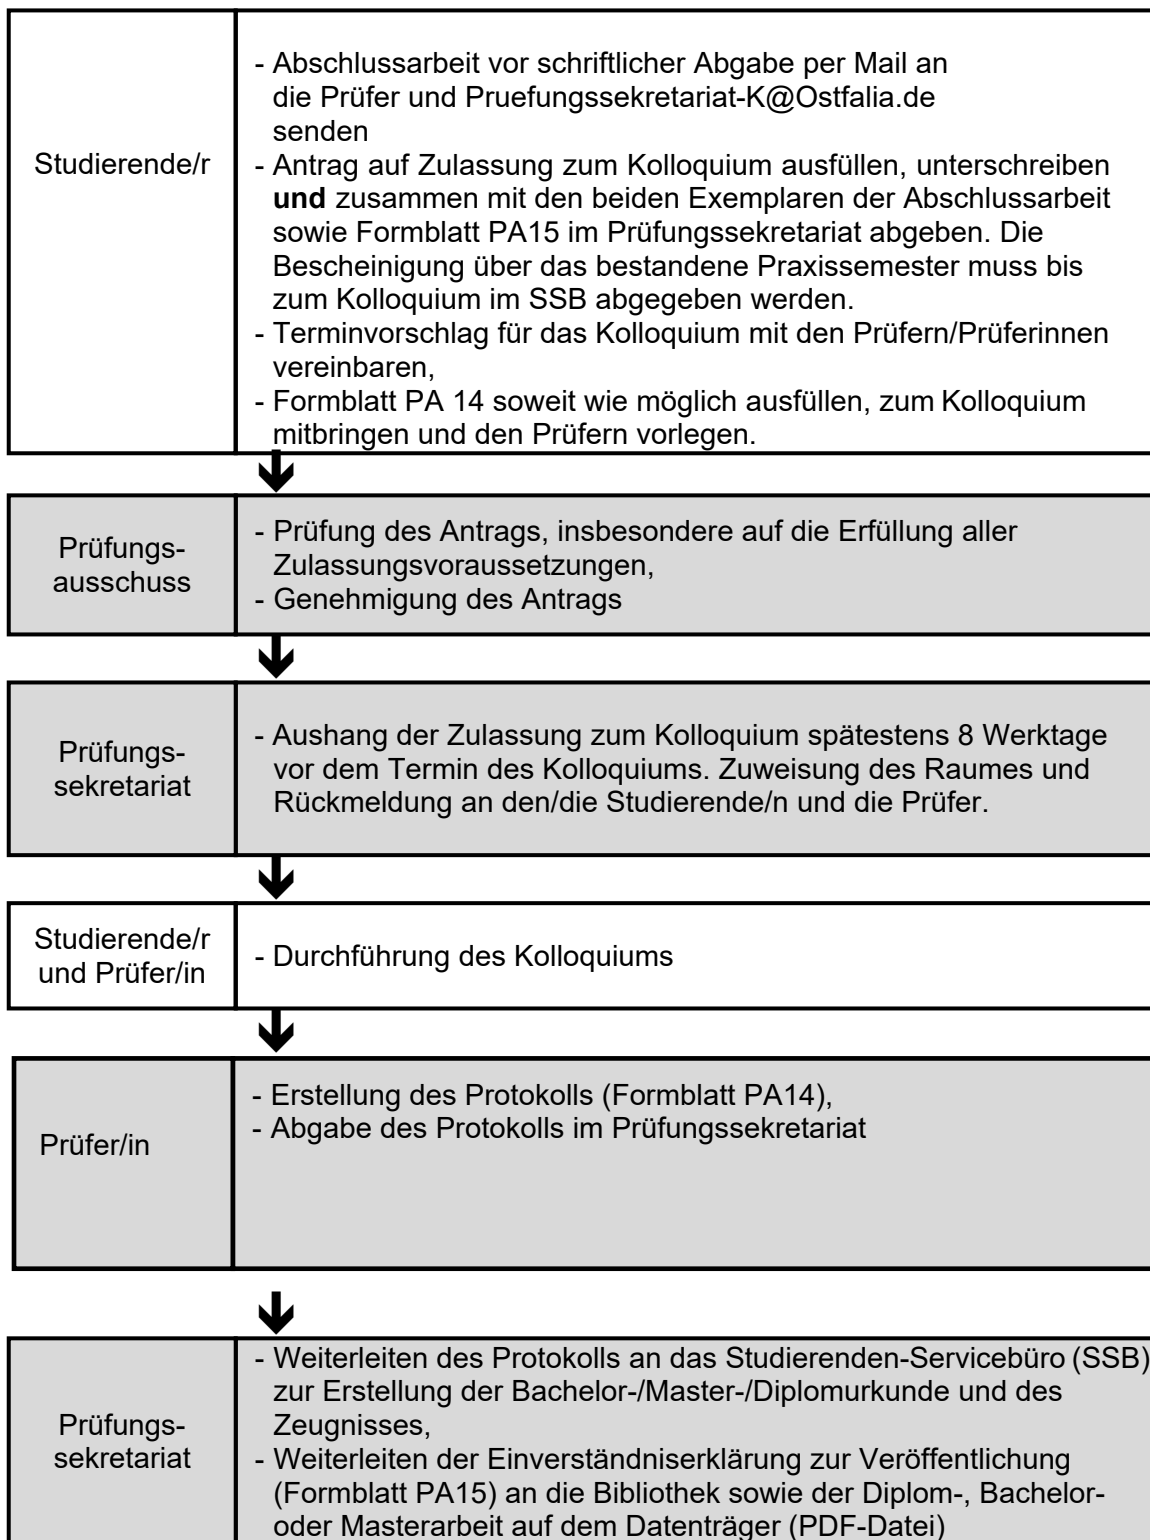 Studierende/r
- Abschlussarbeit vor schriftlicher Abgabe per Mail an
die Prüfer und Pruefungssekretariat-K@Ostfalia.de
senden
- Antrag auf Zulassung zum Kolloquium ausfüllen, unterschreiben
und zusammen mit den beiden Exemplaren der Abschlussarbeit
sowie Formblatt PA15 im Prüfungssekretariat abgeben. Die
Bescheinigung über das bestandene Praxissemester muss bis
zum Kolloquium im SSB abgegeben werden.
- Terminvorschlag für das Kolloquium mit den Prüfern/Prüferinnen
vereinbaren,
- Formblatt PA 14 soweit wie möglich ausfüllen, zum Kolloquium
mitbringen und den Prüfern vorlegen.
Prüfungs-
ausschuss
- Prüfung des Antrags, insbesondere auf die Erfüllung aller
Zulassungsvoraussetzungen,
- Genehmigung des Antrags
Prüfungs-
sekretariat
- Aushang der Zulassung zum Kolloquium spätestens 8 Werktage
vor dem Termin des Kolloquiums. Zuweisung des Raumes und
Rückmeldung an den/die Studierende/n und die Prüfer.
Studierende/r
und Prüfer/in
- Durchführung des Kolloquiums
Prüfer/in
- Erstellung des Protokolls (Formblatt PA14),
- Abgabe des Protokolls im Prüfungssekretariat
Prüfungs-
sekretariat
- Weiterleiten des Protokolls an das Studierenden-Servicebüro (SSB)
zur Erstellung der Bachelor-/Master-/Diplomurkunde und des
Zeugnisses,
- Weiterleiten der Einverständniserklärung zur Veröffentlichung
(Formblatt PA15) an die Bibliothek sowie der Diplom-, Bachelor-
oder Masterarbeit auf dem Datenträger (PDF-Datei)